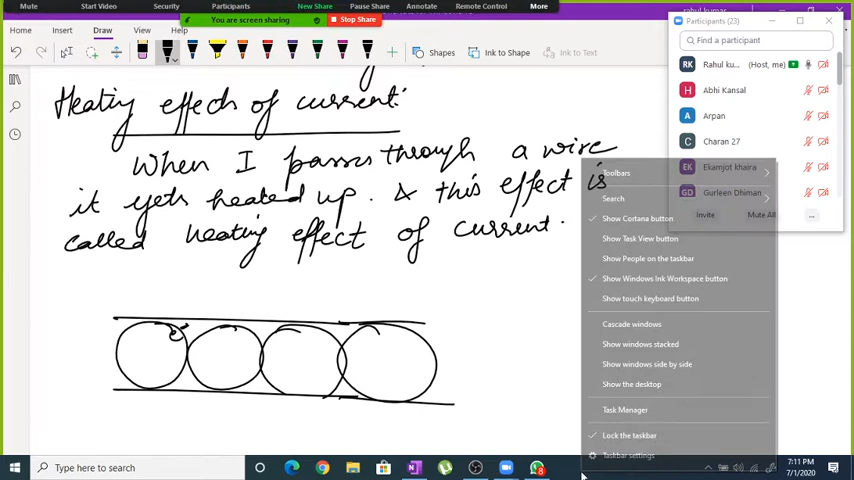 Mute Start Video Security Participants New Share Pause Share Annotate Remote Control More
You are screen sharing Stop Share
rahul kumar
Home Insert Draw
Shapes Ink to Shape Ink to Text
Participants (23)
Find a participant
RK Rahul ku... (Host, me)
H Abhi Kansal
A Arpan
C Charan 27
EK Ekamjot khaira
GD Gurleen Dhiman
Invite Mute All ...
Heating effect of current:
When I passes through a wire
it gets heated up. & this effect is
called heating effect of current.
e-
Toolbars
Search
Show Cortana button
Show Task View button
Show People on the taskbar
Show Windows Ink Workspace button
Show touch keyboard button
Cascade windows
Show windows stacked
Show windows side by side
Show the desktop
Task Manager
Lock the taskbar
Taskbar settings
Type here to search
8
7:11 PM
7/1/2020